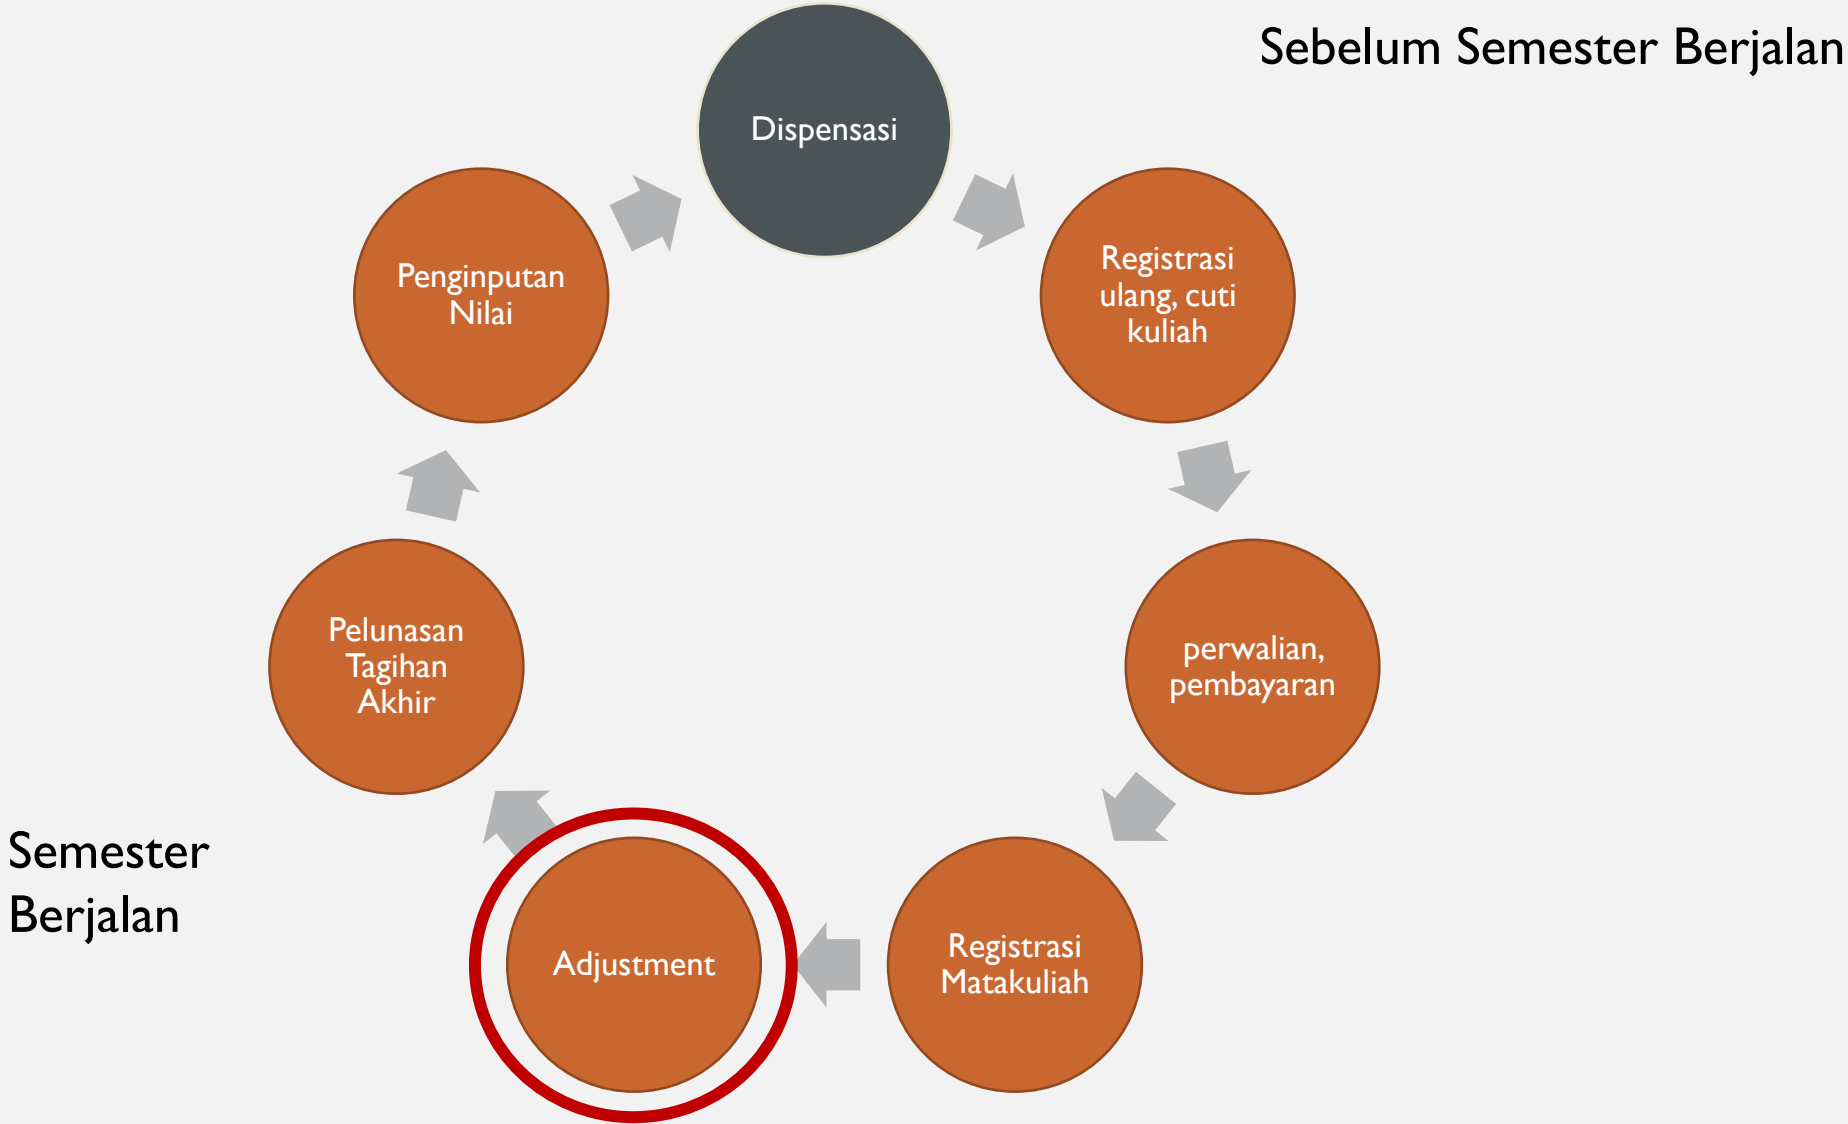 Sebelum Semester Berjalan
Dispensasi
Registrasi
ulang, cuti
kuliah
perwalian,
pembayaran
Registrasi
Matakuliah
Adjustment
Pelunasan
Tagihan
Akhir
Penginputan
Nilai
Semester
Berjalan